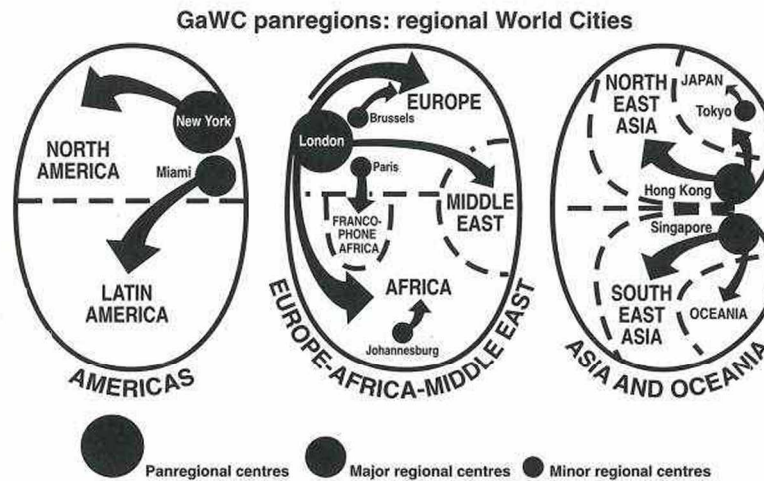 GaWC panregions: regional World Cities
New York
NORTH
AMERICA
Miami
LATIN
AMERICA
AMERICAS
EUROPE
Brussels
London
Paris
MIDDLE
EAST
FRANCO-
PHONE
AFRICA
AFRICA
Johannesburg
EUROPE-AFRICA-MIDDLE EAST
NORTH
EAST
ASIA
JAPAN
Tokyo
Hong Kong
Singapore
SOUTH
EAST
ASIA
OCEANIA
ASIA AND OCEANIA
Panregional centres
Major regional centres
Minor regional centres